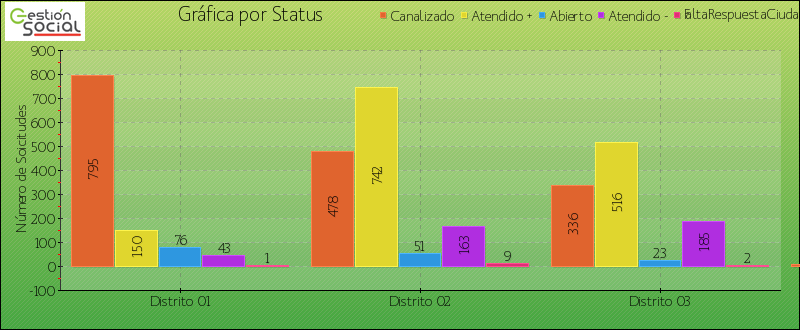 Gestión
Social
Gráfica por Status
Canalizado
Atendido +
Abierto
Atendido -
Número de Soicitudes
900
800
700
600
500
400
300
200
100
0
-100
795
150
76
43
1
478
742
51
163
9
336
516
23
185
2
Distrito 01
Distrito 02
Distrito 03